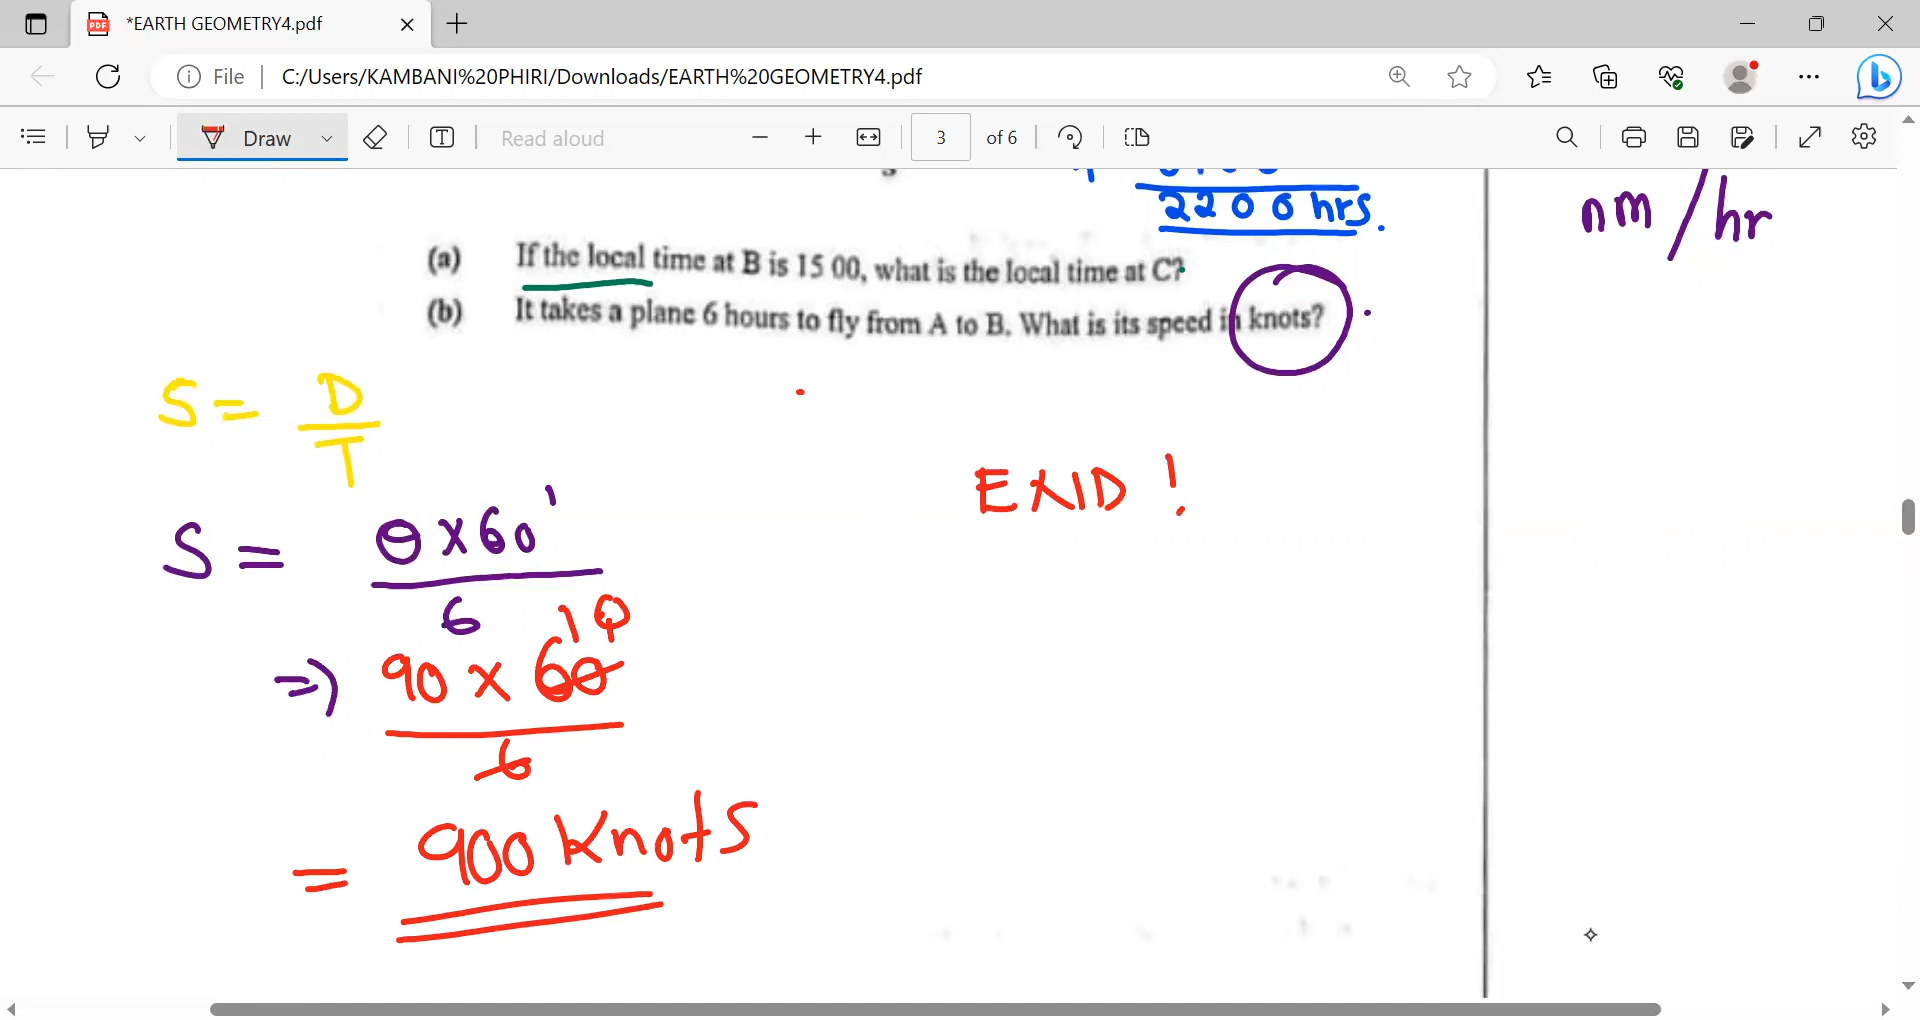 *EARTH GEOMETRY4.pdf
File
C:/Users/KAMBANI%20PHIRI/Downloads/EARTH%20GEOMETRY4.pdf
Draw
Read aloud
3 of 6
2200 hrs.
nm/hr
(a) If the local time at B is 15 00, what is the local time at C?
(b) It takes a plane 6 hours to fly from A to B. What is its speed in knots?
S = D
T
END !
S = θ x 60'
6
10
=) 90 x 60
6
= 900 Knots